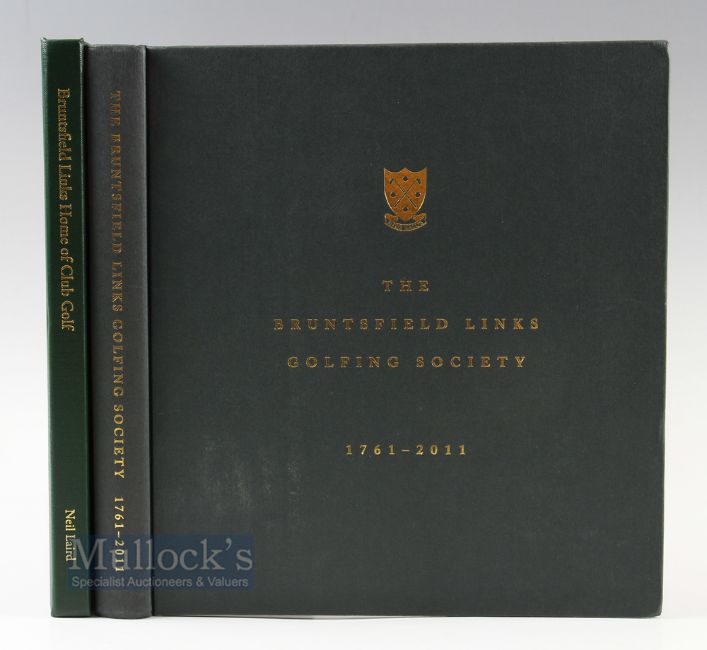 Bruntsfield Links Home of Club Golf
Neil Laird
THE BRUNTSFIELD LINKS GOLFING SOCIETY 1761–2011
THE
BRUNTSFIELD LINKS
GOLFING SOCIETY
1761–2011
Mullock's
Specialist Auctioneers & Valuers